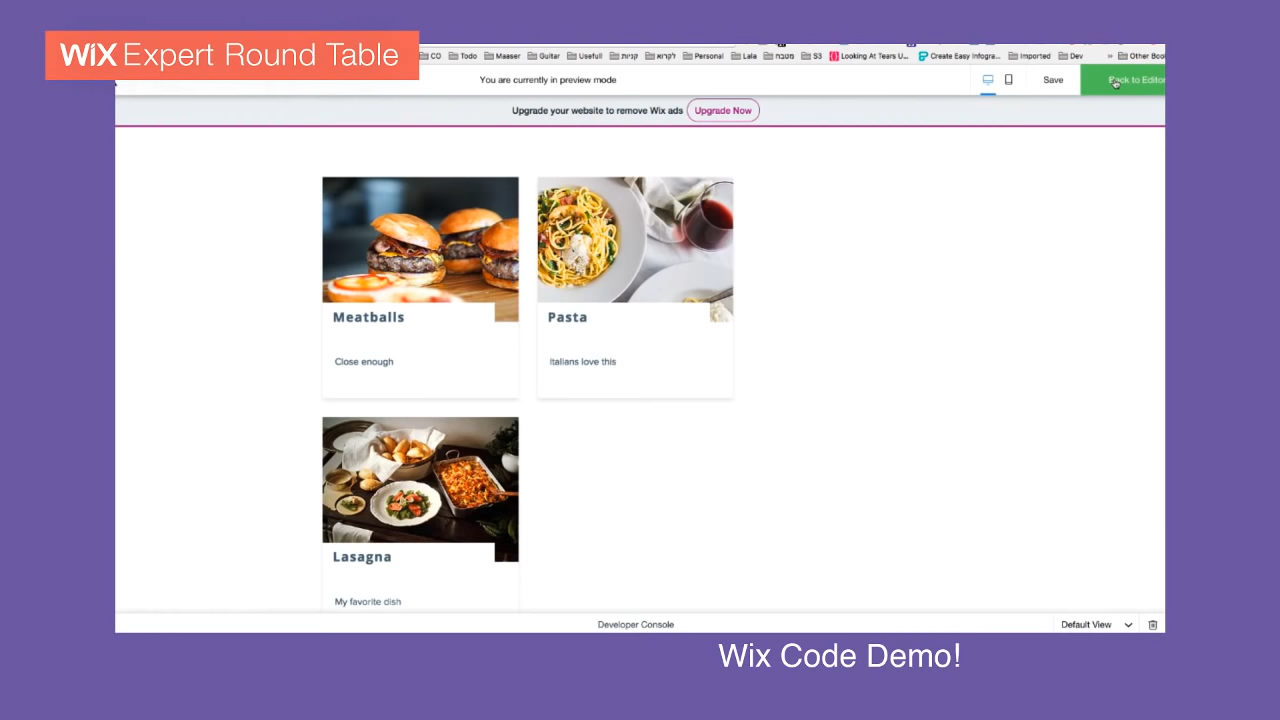 WIX Expert Round Table
CO Todo Maaser Guitar Usefull קניות לקרוא Personal Lala מטבח S3 Looking At Tears U... Create Easy Infogra... Imported Dev » Other Boo
You are currently in preview mode
Save
Back to Editor
Upgrade your website to remove Wix ads Upgrade Now
Meatballs
Close enough
Pasta
Italians love this
Lasagna
My favorite dish
Developer Console
Default View
Wix Code Demo!